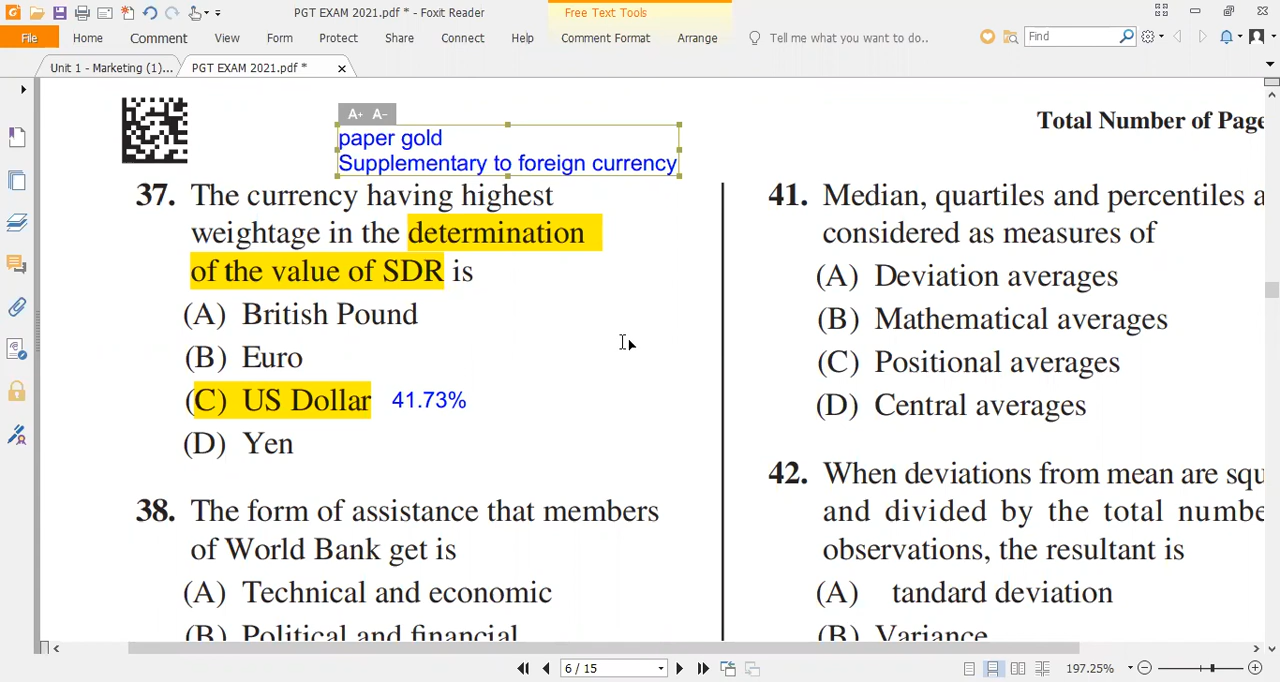 PGT EXAM 2021.pdf * - Foxit Reader
Free Text Tools
File
Home
Comment
View
Form
Protect
Share
Connect
Help
Comment Format
Arrange
Tell me what you want to do..
Find
Unit 1 - Marketing (1)...
PGT EXAM 2021.pdf *
A+ A-
paper gold
Supplementary to foreign currency
Total Number of Page
37. The currency having highest
weightage in the determination
of the value of SDR is
(A) British Pound
(B) Euro
(C) US Dollar 41.73%
(D) Yen
38. The form of assistance that members
of World Bank get is
(A) Technical and economic
(B) Political and financial
41. Median, quartiles and percentiles a
considered as measures of
(A) Deviation averages
(B) Mathematical averages
(C) Positional averages
(D) Central averages
42. When deviations from mean are squ
and divided by the total numbe
observations, the resultant is
(A) tandard deviation
(B) Variance
6 / 15
197.25%